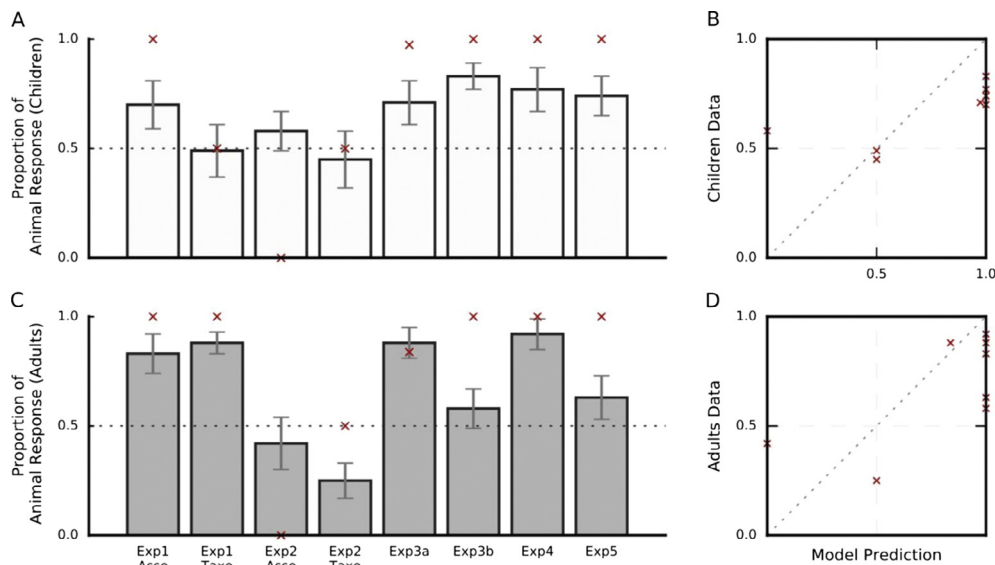 A
Proportion of
Animal Response (Children)
1.0
0.5
0.0
B
Children Data
1.0
0.5
0.0
0.5
1.0
C
Proportion of
Animal Response (Adults)
1.0
0.5
0.0
Exp1
Exp1
Exp2
Exp2
Exp3a
Exp3b
Exp4
Exp5
D
Adults Data
1.0
0.5
0.0
Model Prediction